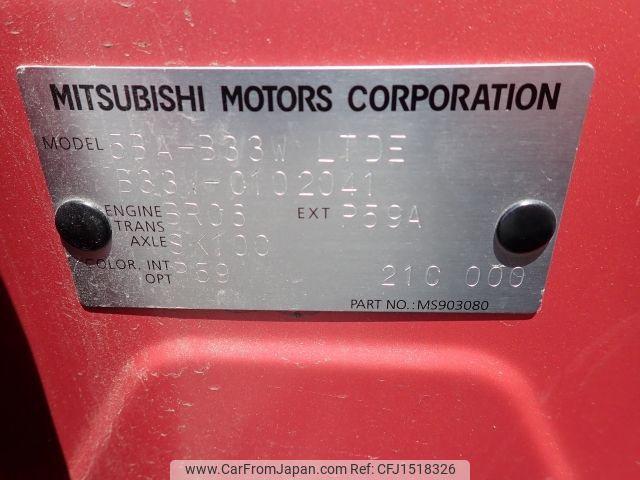 MITSUBISHI MOTORS CORPORATION
MODEL 5BA-B33W LTDE
B33W-0102041
ENGINE BR06 EXT P59A
TRANS
AXLE SK100
COLOR, INT P59 21C 000
OPT
PART NO.: MS903080
www.CarFromJapan.com - CFJ1518326